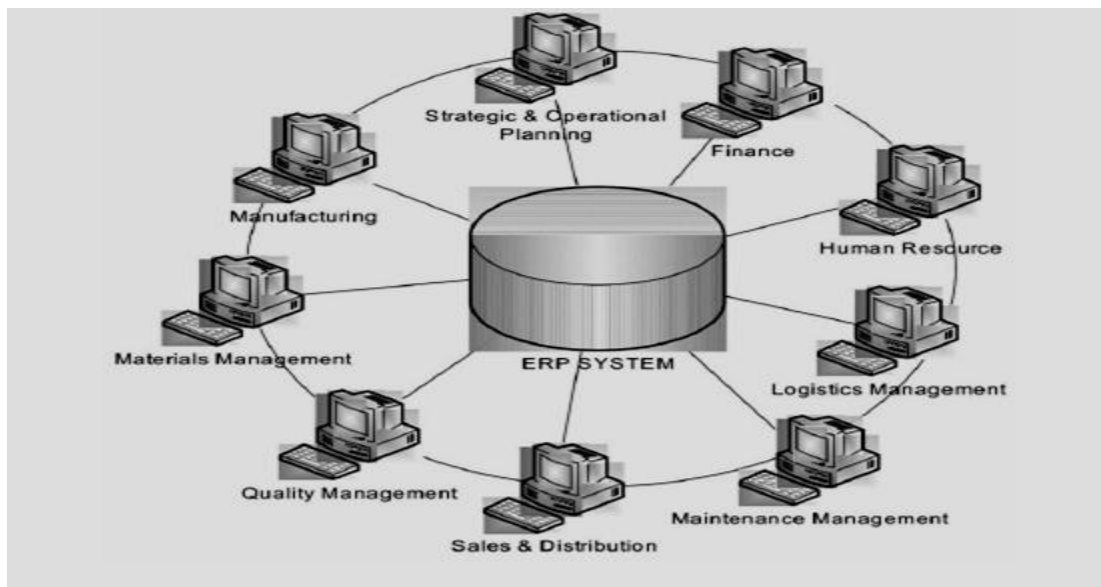 Strategic & Operational
Planning
Finance
Manufacturing
Human Resource
Materials Management
ERP SYSTEM
Logistics Management
Quality Management
Maintenance Management
Sales & Distribution